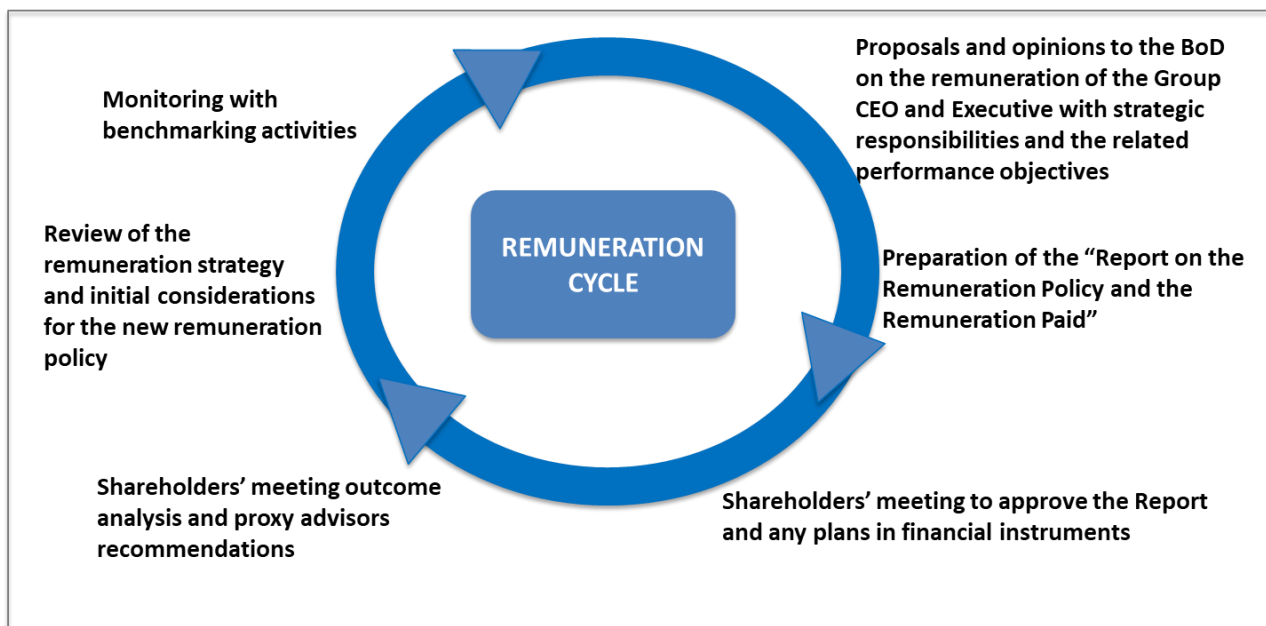 Proposals and opinions to the BoD
on the remuneration of the Group
CEO and Executive with strategic
responsibilities and the related
performance objectives
Monitoring with
benchmarking activities
REMUNERATION
CYCLE
Review of the
remuneration strategy
and initial considerations
for the new remuneration
policy
Preparation of the “Report on the
Remuneration Policy and the
Remuneration Paid”
Shareholders’ meeting outcome
analysis and proxy advisors
recommendations
Shareholders’ meeting to approve the Report
and any plans in financial instruments